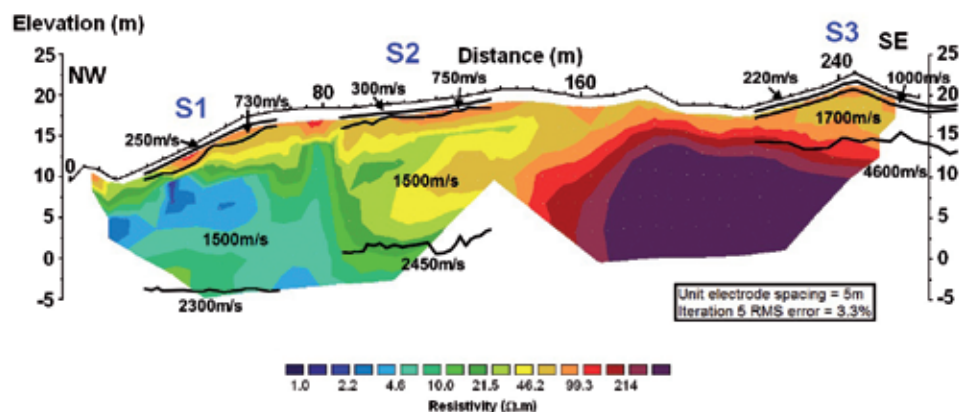 Elevation (m)
S1
S2
S3
Distance (m)
NW
SE
25
20
15
10
5
0
-5
0
80
160
240
25
20
15
10
5
0
-5
250m/s
730m/s
300m/s
750m/s
220m/s
1000m/s
1700m/s
4600m/s
1500m/s
1500m/s
2450m/s
2300m/s
Unit electrode spacing = 5m
Iteration 5 RMS error = 3.3%
1.0 2.2 4.6 10.0 21.5 46.2 99.3 214
Resistivity (Ω.m)